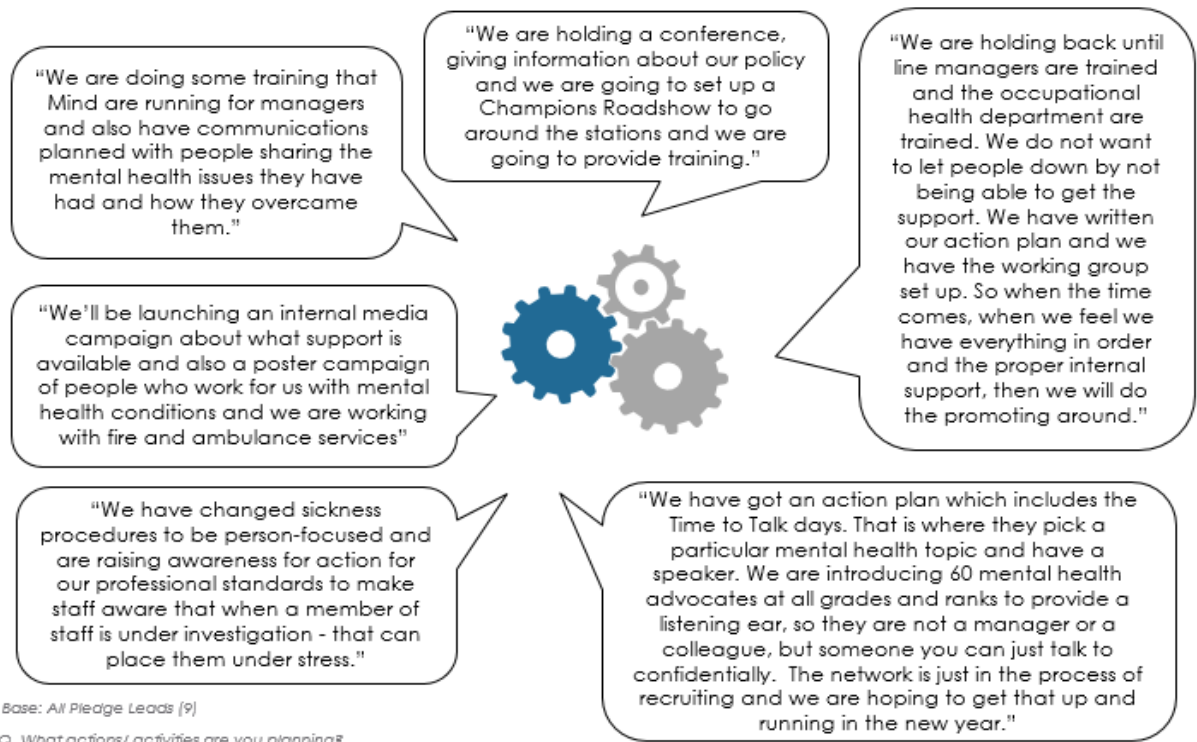 “We are doing some training that
Mind are running for managers
and also have communications
planned with people sharing the
mental health issues they have
had and how they overcame
them.”
“We are holding a conference,
giving information about our policy
and we are going to set up a
Champions Roadshow to go
around the stations and we are
going to provide training.”
“We are holding back until
line managers are trained
and the occupational
health department are
trained. We do not want
to let people down by not
being able to get the
support. We have written
our action plan and we
have the working group
set up. So when the time
comes, when we feel we
have everything in order
and the proper internal
support, then we will do
the promoting around.”
“We’ll be launching an internal media
campaign about what support is
available and also a poster campaign
of people who work for us with mental
health conditions and we are working
with fire and ambulance services”
“We have changed sickness
procedures to be person-focused and
are raising awareness for action for
our professional standards to make
staff aware that when a member of
staff is under investigation - that can
place them under stress.”
“We have got an action plan which includes the
Time to Talk days. That is where they pick a
particular mental health topic and have a
speaker. We are introducing 60 mental health
advocates at all grades and ranks to provide a
listening ear, so they are not a manager or a
colleague, but someone you can just talk to
confidentially.  The network is just in the process of
recruiting and we are hoping to get that up and
running in the new year.”
Base: All Pledge Leads (9)
Q. What actions/ activities are you planning?